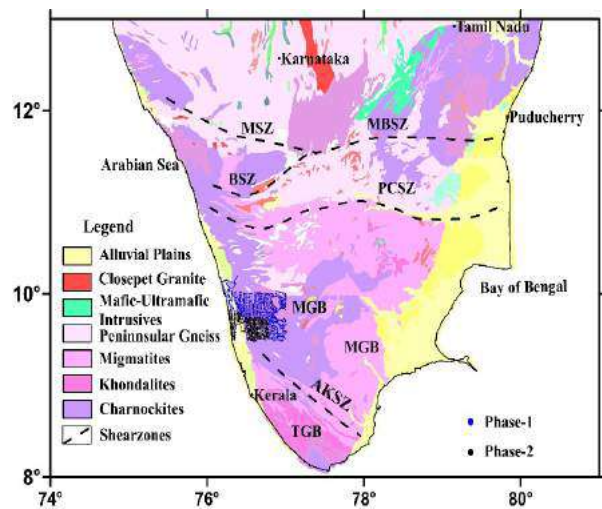 Tamil Nadu
Karnataka
12°
MSZ
MBSZ
Puducherry
Arabian Sea
BSZ
PCSZ
Legend
Alluvial Plains
Closepet Granite
Mafic-Ultramafic
Intrusives
Peninnsular Gneiss
Migmatites
Khondalites
Charnockites
Shearzones
10°
MGB
Bay of Bengal
MGB
AKSZ
Kerala
TGB
Phase-1
Phase-2
8°
74°
76°
78°
80°